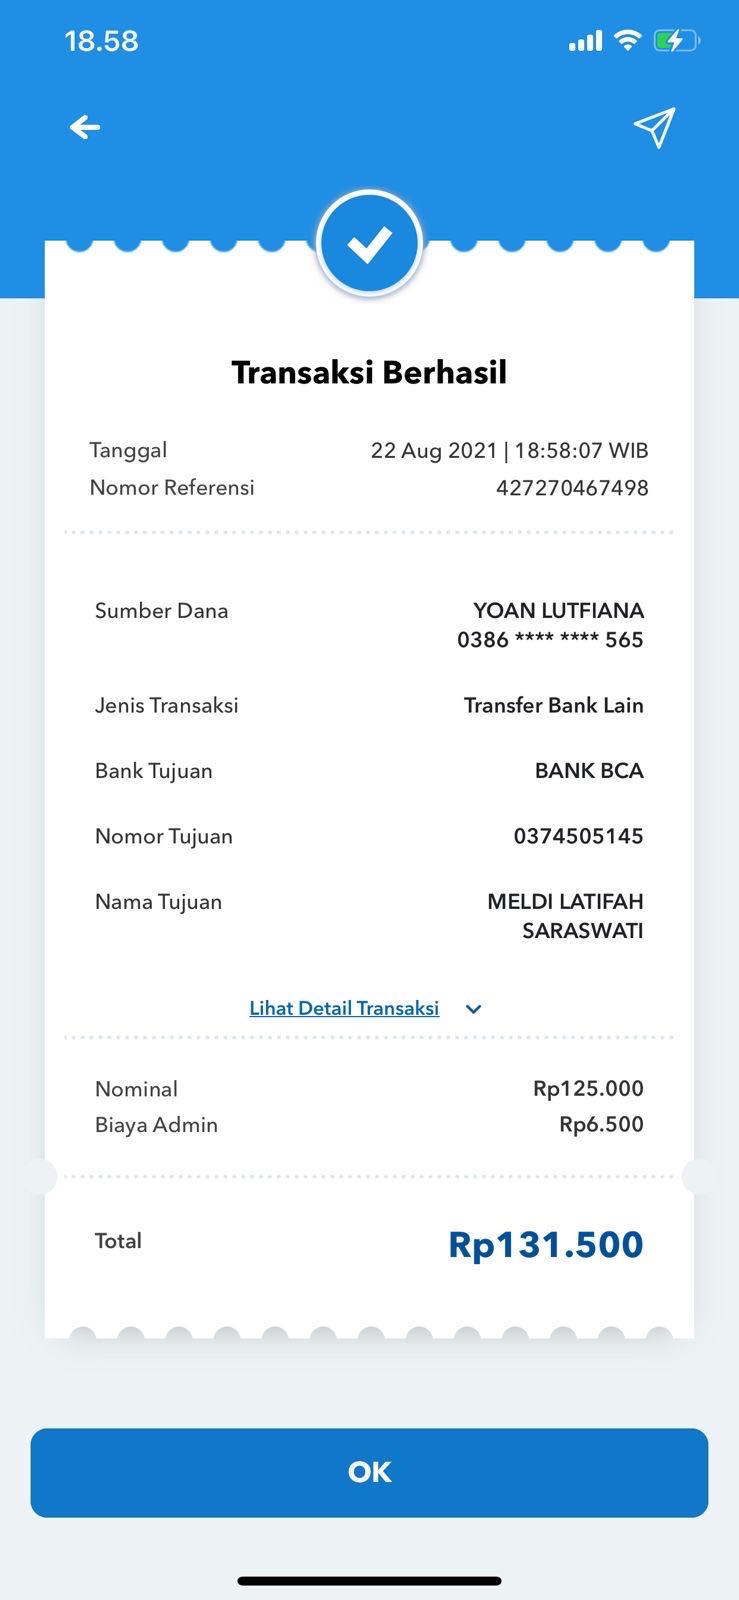 18.58
Transaksi Berhasil
Tanggal 22 Aug 2021 | 18:58:07 WIB
Nomor Referensi 427270467498
Sumber Dana YOAN LUTFIANA
0386 **** **** 565
Jenis Transaksi Transfer Bank Lain
Bank Tujuan BANK BCA
Nomor Tujuan 0374505145
Nama Tujuan MELDI LATIFAH
SARASWATI
Lihat Detail Transaksi
Nominal Rp125.000
Biaya Admin Rp6.500
Total Rp131.500
OK